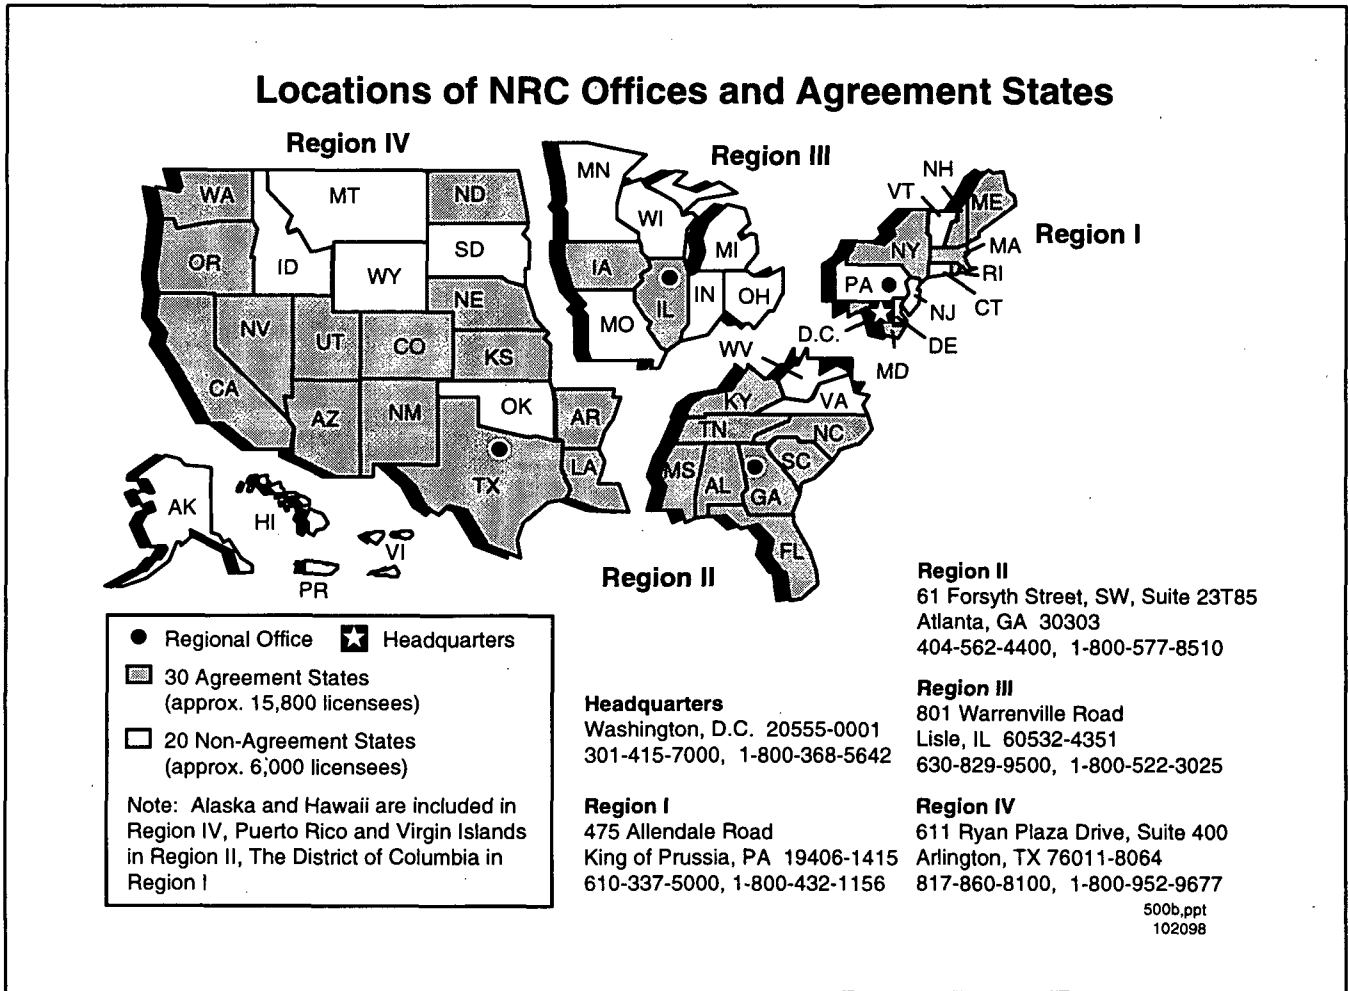 Locations of NRC Offices and Agreement States
Region IV
Region III
Region I
WA
MT
ND
OR
ID
WY
SD
NE
NV
UT
CO
KS
CA
AZ
NM
OK
AR
TX
LA
AK
HI
VI
PR
MN
WI
MI
IA
IL
IN
OH
MO
NH
VT
ME
NY
MA
RI
CT
PA
NJ
DE
D.C.
MD
WV
KY
VA
TN
NC
MS
AL
GA
SC
FL
Region II
Regional Office
Headquarters
30 Agreement States
(approx. 15,800 licensees)
20 Non-Agreement States
(approx. 6,000 licensees)
Note: Alaska and Hawaii are included in
Region IV, Puerto Rico and Virgin Islands
in Region II, The District of Columbia in
Region I
Headquarters
Washington, D.C. 20555-0001
301-415-7000, 1-800-368-5642
Region I
475 Allendale Road
King of Prussia, PA 19406-1415
610-337-5000, 1-800-432-1156
Region II
61 Forsyth Street, SW, Suite 23T85
Atlanta, GA 30303
404-562-4400, 1-800-577-8510
Region III
801 Warrenville Road
Lisle, IL 60532-4351
630-829-9500, 1-800-522-3025
Region IV
611 Ryan Plaza Drive, Suite 400
Arlington, TX 76011-8064
817-860-8100, 1-800-952-9677
500b,ppt
102098